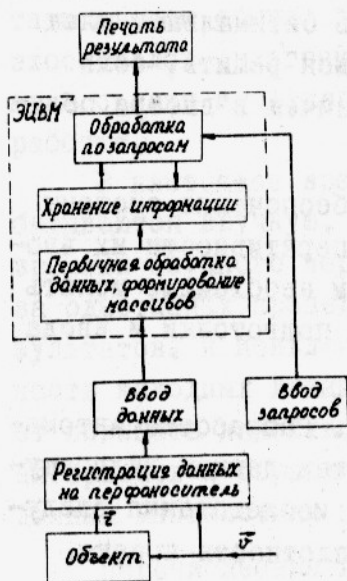 Печать
результата
ЭЦВМ
Обработка
по запросам
Хранение информации
Первичная обработка
данных, формирование
массивов
Ввод
данных
Ввод
запросов
Регистрация данных
на перфоноситель
Объект